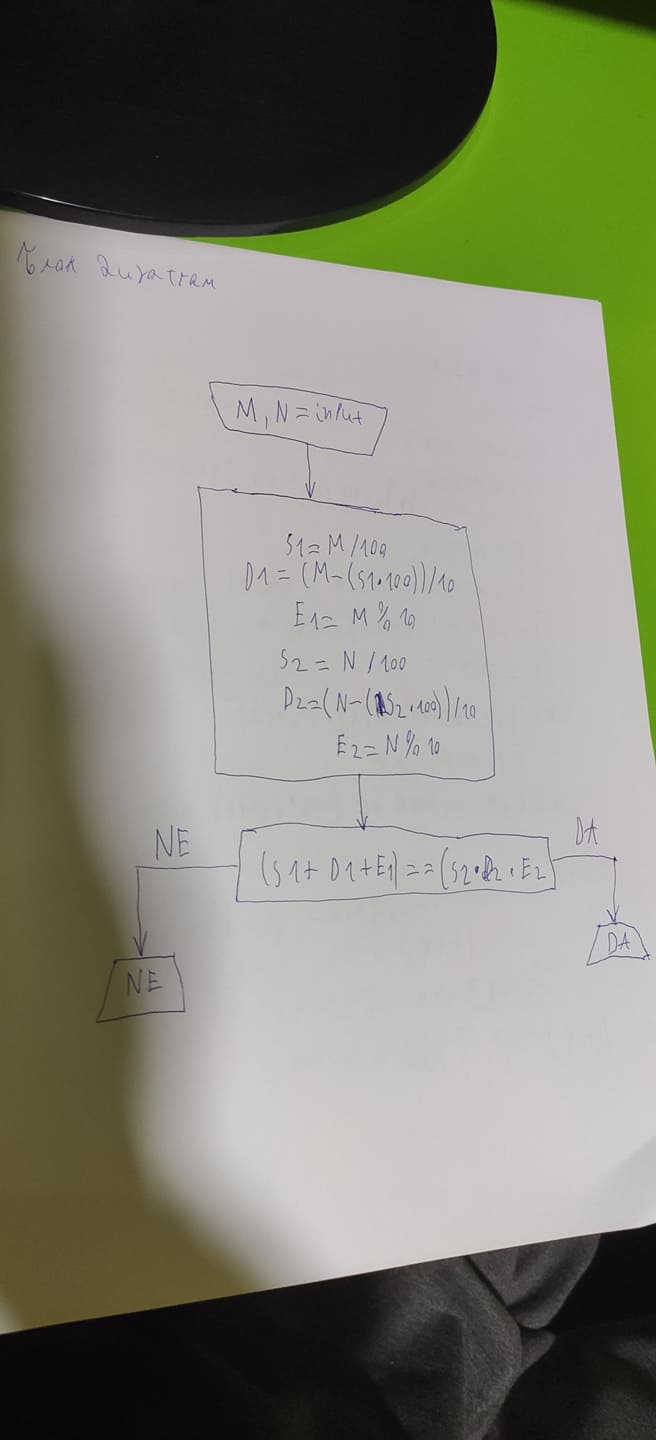 Блок дијаграм
M, N = input
S1 = M / 100
D1 = (M - (S1 • 100)) / 10
E1 = M % 10
S2 = N / 100
D2 = (N - (S2 • 100)) / 10
E2 = N % 10
NE
DA
(S1 + D1 + E1) == (S2 • D2 • E2
NE
DA